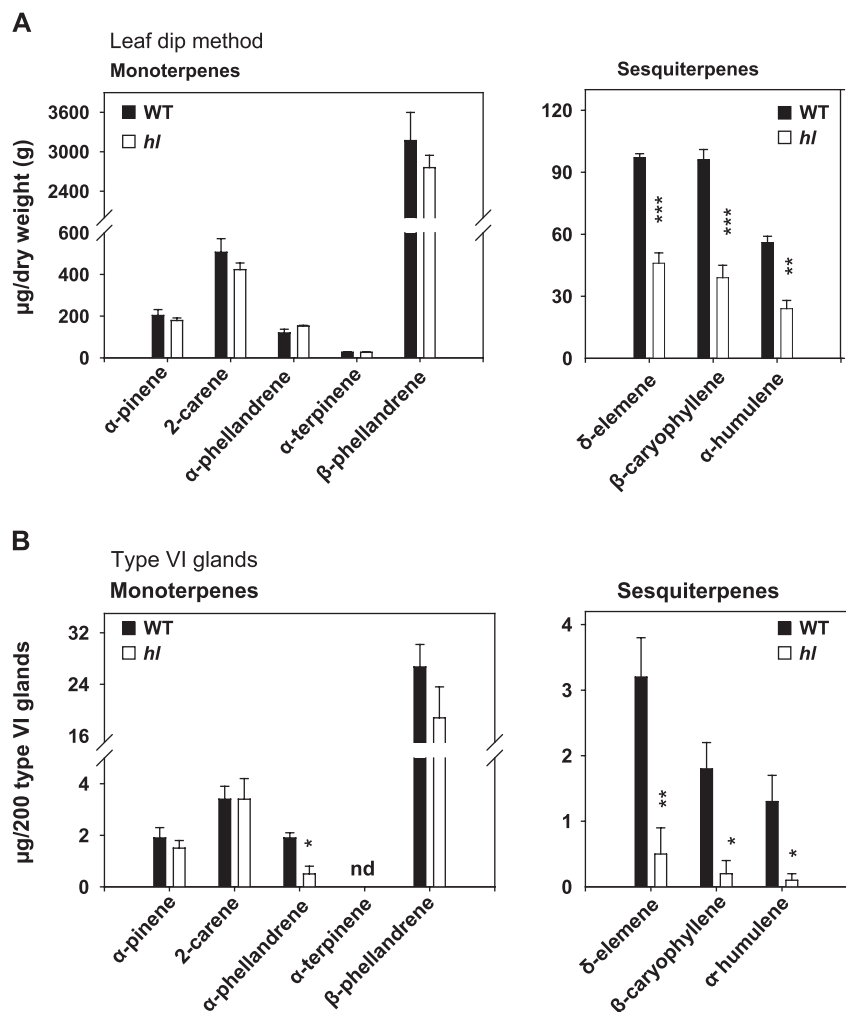 A
Leaf dip method
Monoterpenes
Sesquiterpenes
µg/dry weight (g)
3600
3000
2400
600
400
200
0
WT
hl
α-pinene
2-carene
α-phellandrene
α-terpinene
β-phellandrene
120
90
60
30
0
WT
hl
***
***
**
δ-elemene
β-caryophyllene
α-humulene
B
Type VI glands
Monoterpenes
Sesquiterpenes
µg/200 type VI glands
32
24
16
4
2
0
WT
hl
*
nd
α-pinene
2-carene
α-phellandrene
α-terpinene
β-phellandrene
4
3
2
1
0
WT
hl
**
*
*
δ-elemene
β-caryophyllene
α-humulene